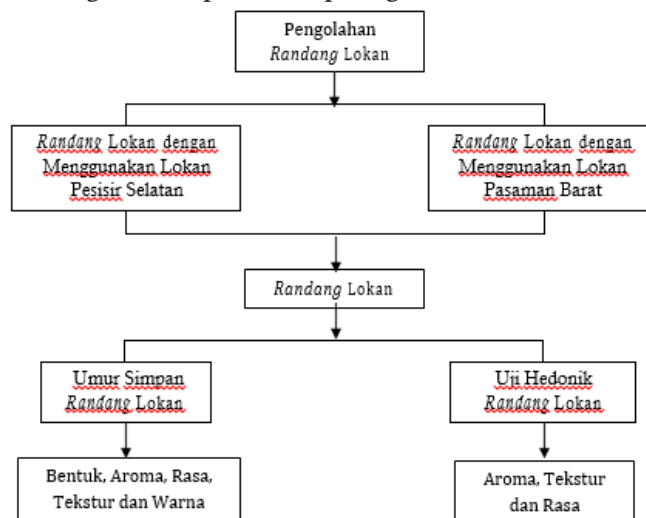 Pengolahan
Randang Lokan
Randang Lokan dengan
Menggunakan Lokan
Pesisir Selatan
Randang Lokan dengan
Menggunakan Lokan
Pasaman Barat
Randang Lokan
Umur Simpan
Randang Lokan
Uji Hedonik
Randang Lokan
Bentuk, Aroma, Rasa,
Tekstur dan Warna
Aroma, Tekstur
dan Rasa